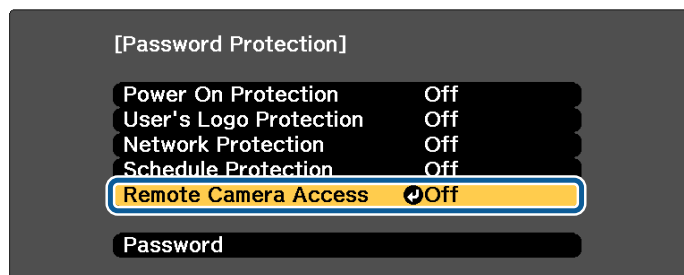 [Password Protection]
Power On Protection Off
User's Logo Protection Off
Network Protection Off
Schedule Protection Off
Remote Camera Access Off
Password